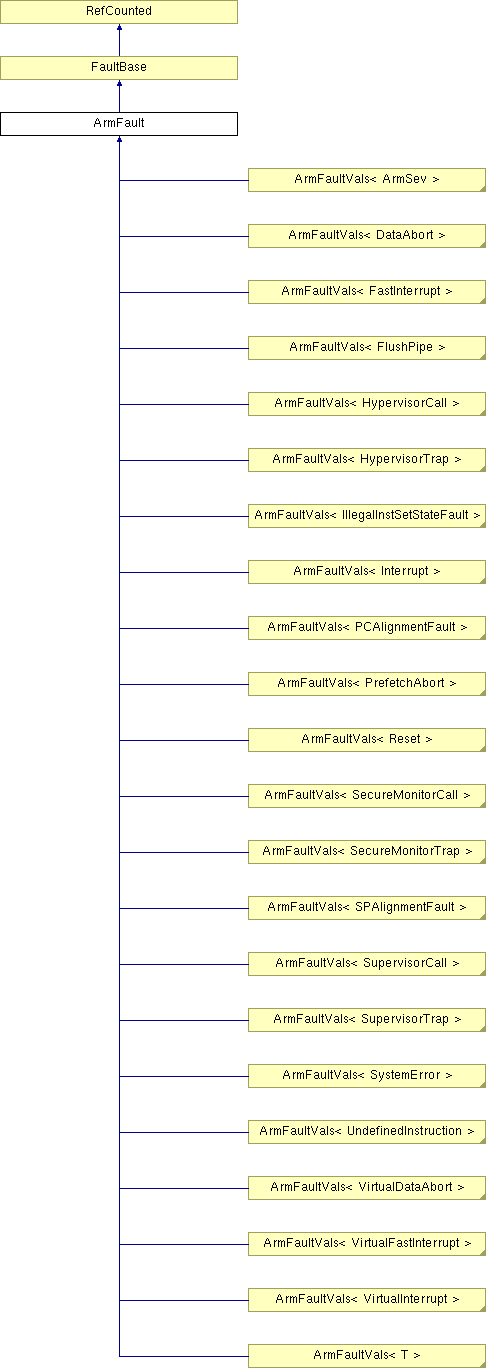 RefCounted
FaultBase
ArmFault
ArmFaultVals< ArmSev >
ArmFaultVals< DataAbort >
ArmFaultVals< FastInterrupt >
ArmFaultVals< FlushPipe >
ArmFaultVals< HypervisorCall >
ArmFaultVals< HypervisorTrap >
ArmFaultVals< IllegalInstSetStateFault >
ArmFaultVals< Interrupt >
ArmFaultVals< PCAlignmentFault >
ArmFaultVals< PrefetchAbort >
ArmFaultVals< Reset >
ArmFaultVals< SecureMonitorCall >
ArmFaultVals< SecureMonitorTrap >
ArmFaultVals< SPAlignmentFault >
ArmFaultVals< SupervisorCall >
ArmFaultVals< SupervisorTrap >
ArmFaultVals< SystemError >
ArmFaultVals< UndefinedInstruction >
ArmFaultVals< VirtualDataAbort >
ArmFaultVals< VirtualFastInterrupt >
ArmFaultVals< VirtualInterrupt >
ArmFaultVals< T >